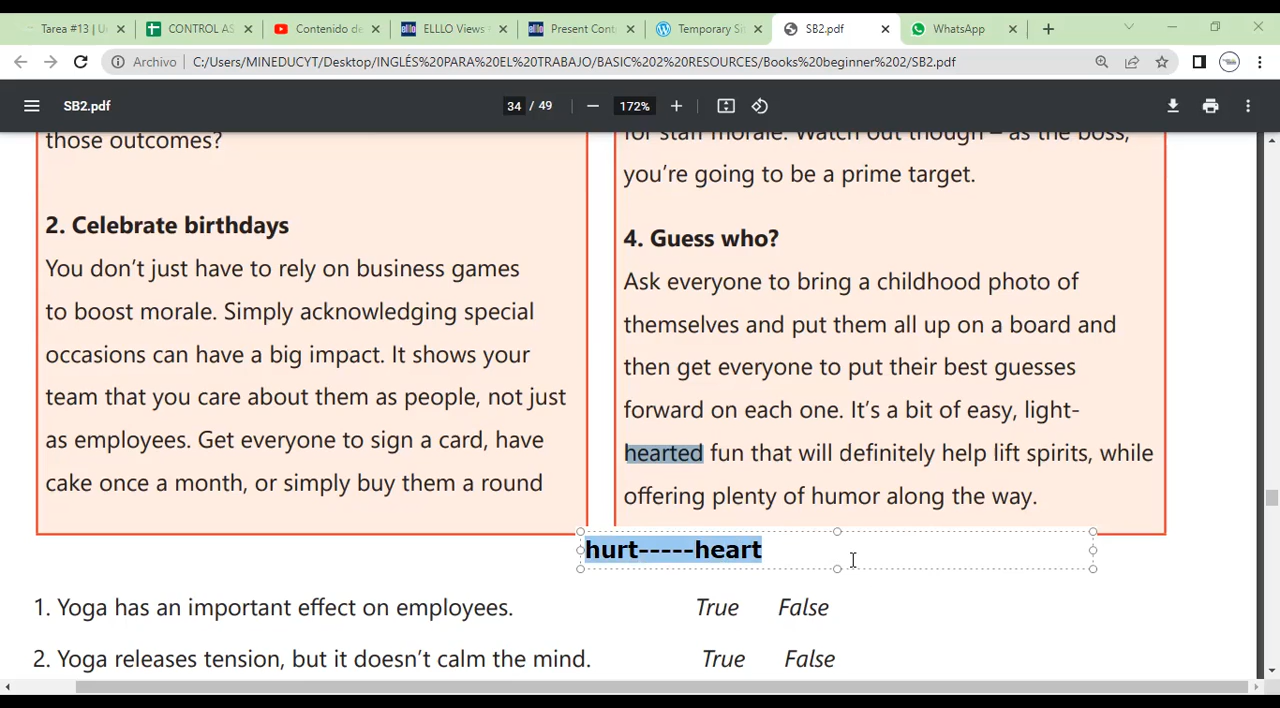 Tarea #13 | U
CONTROL AS
Contenido de
ELLLO Views
Present Cont
Temporary Si
SB2.pdf
WhatsApp
Archivo C:/Users/MINEDUCYT/Desktop/INGLÉS%20PARA%20EL%20TRABAJO/BASIC%202%20RESOURCES/Books%20beginner%202/SB2.pdf
SB2.pdf
34 / 49
172%
those outcomes?
2. Celebrate birthdays
You don't just have to rely on business games
to boost morale. Simply acknowledging special
occasions can have a big impact. It shows your
team that you care about them as people, not just
as employees. Get everyone to sign a card, have
cake once a month, or simply buy them a round
for staff morale. Watch out though – as the boss,
you're going to be a prime target.
4. Guess who?
Ask everyone to bring a childhood photo of
themselves and put them all up on a board and
then get everyone to put their best guesses
forward on each one. It's a bit of easy, light-
hearted fun that will definitely help lift spirits, while
offering plenty of humor along the way.
hurt-----heart
1. Yoga has an important effect on employees. True False
2. Yoga releases tension, but it doesn't calm the mind. True False